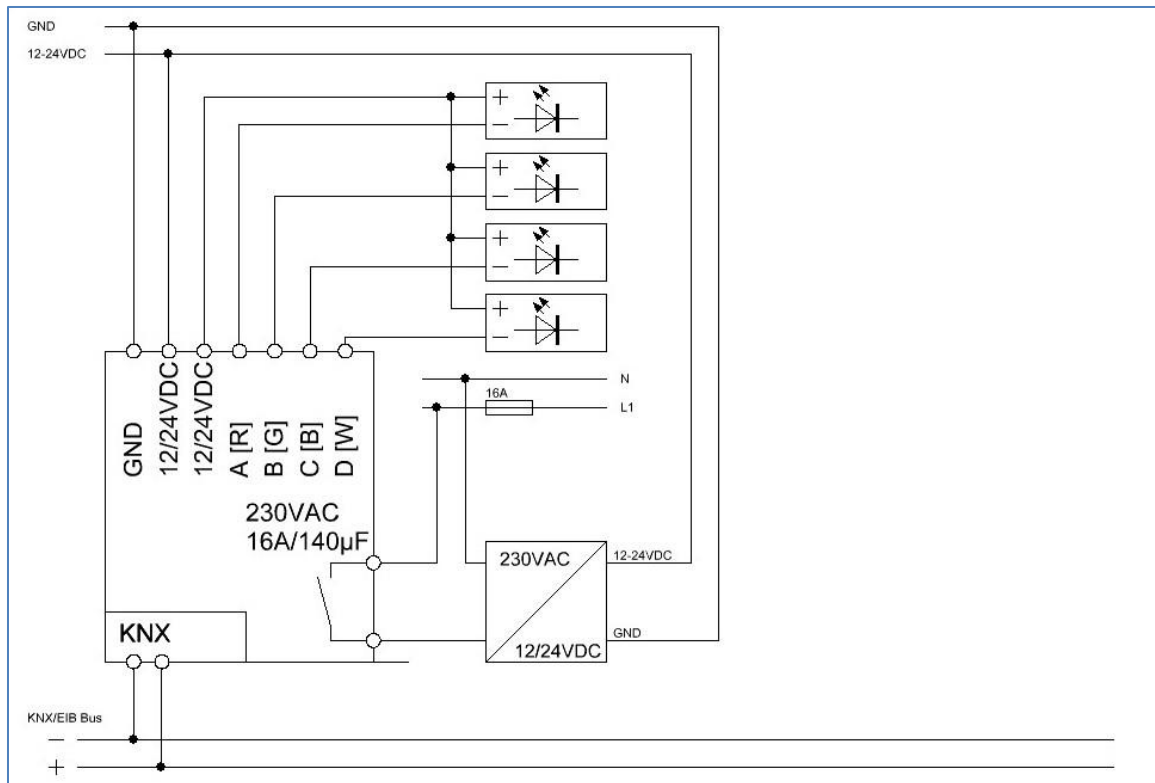 GND
12-24VDC
+
−
+
−
+
−
+
−
N
16A
L1
GND
12/24VDC
12/24VDC
A [R]
B [G]
C [B]
D [W]
230VAC
16A/140µF
230VAC
12-24VDC
GND
12/24VDC
KNX
KNX/EIB Bus
−
+